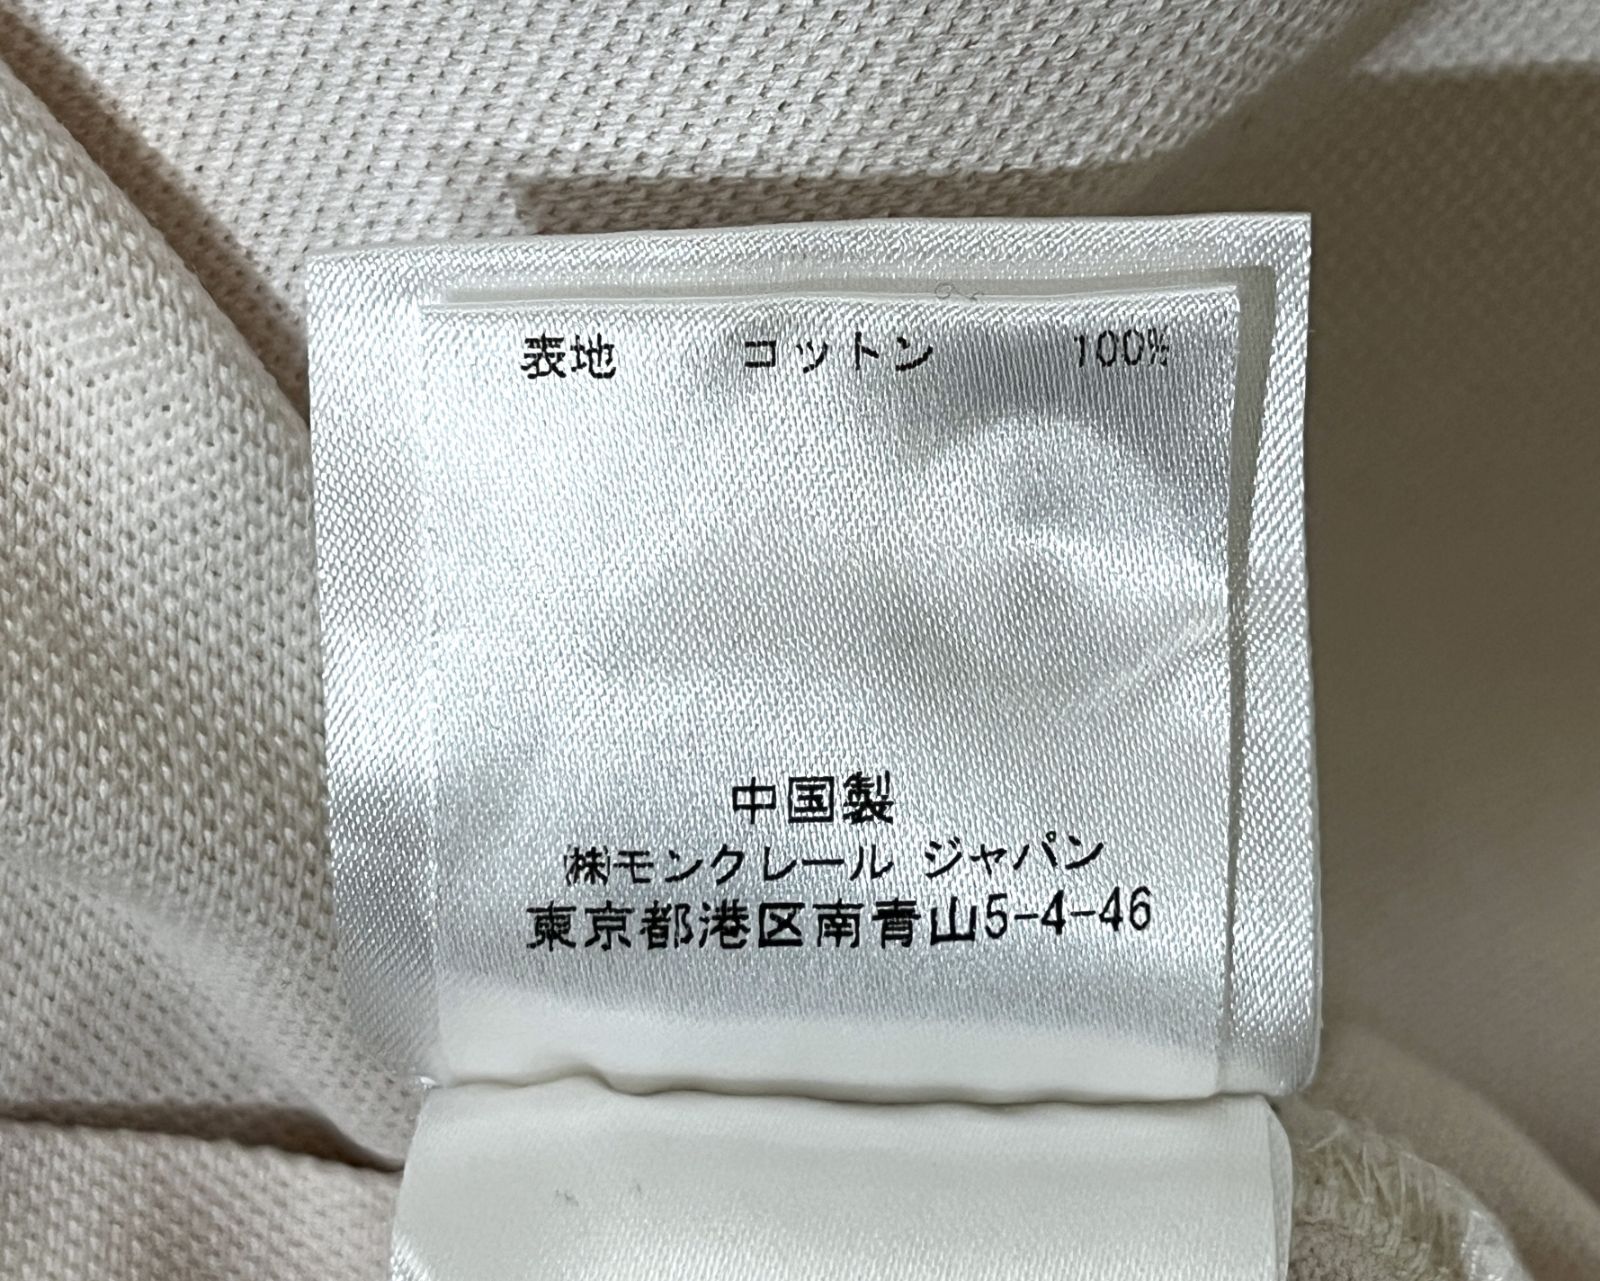 表地 コットン 100%
中国製
㈱モンクレール ジャパン
東京都港区南青山5-4-46